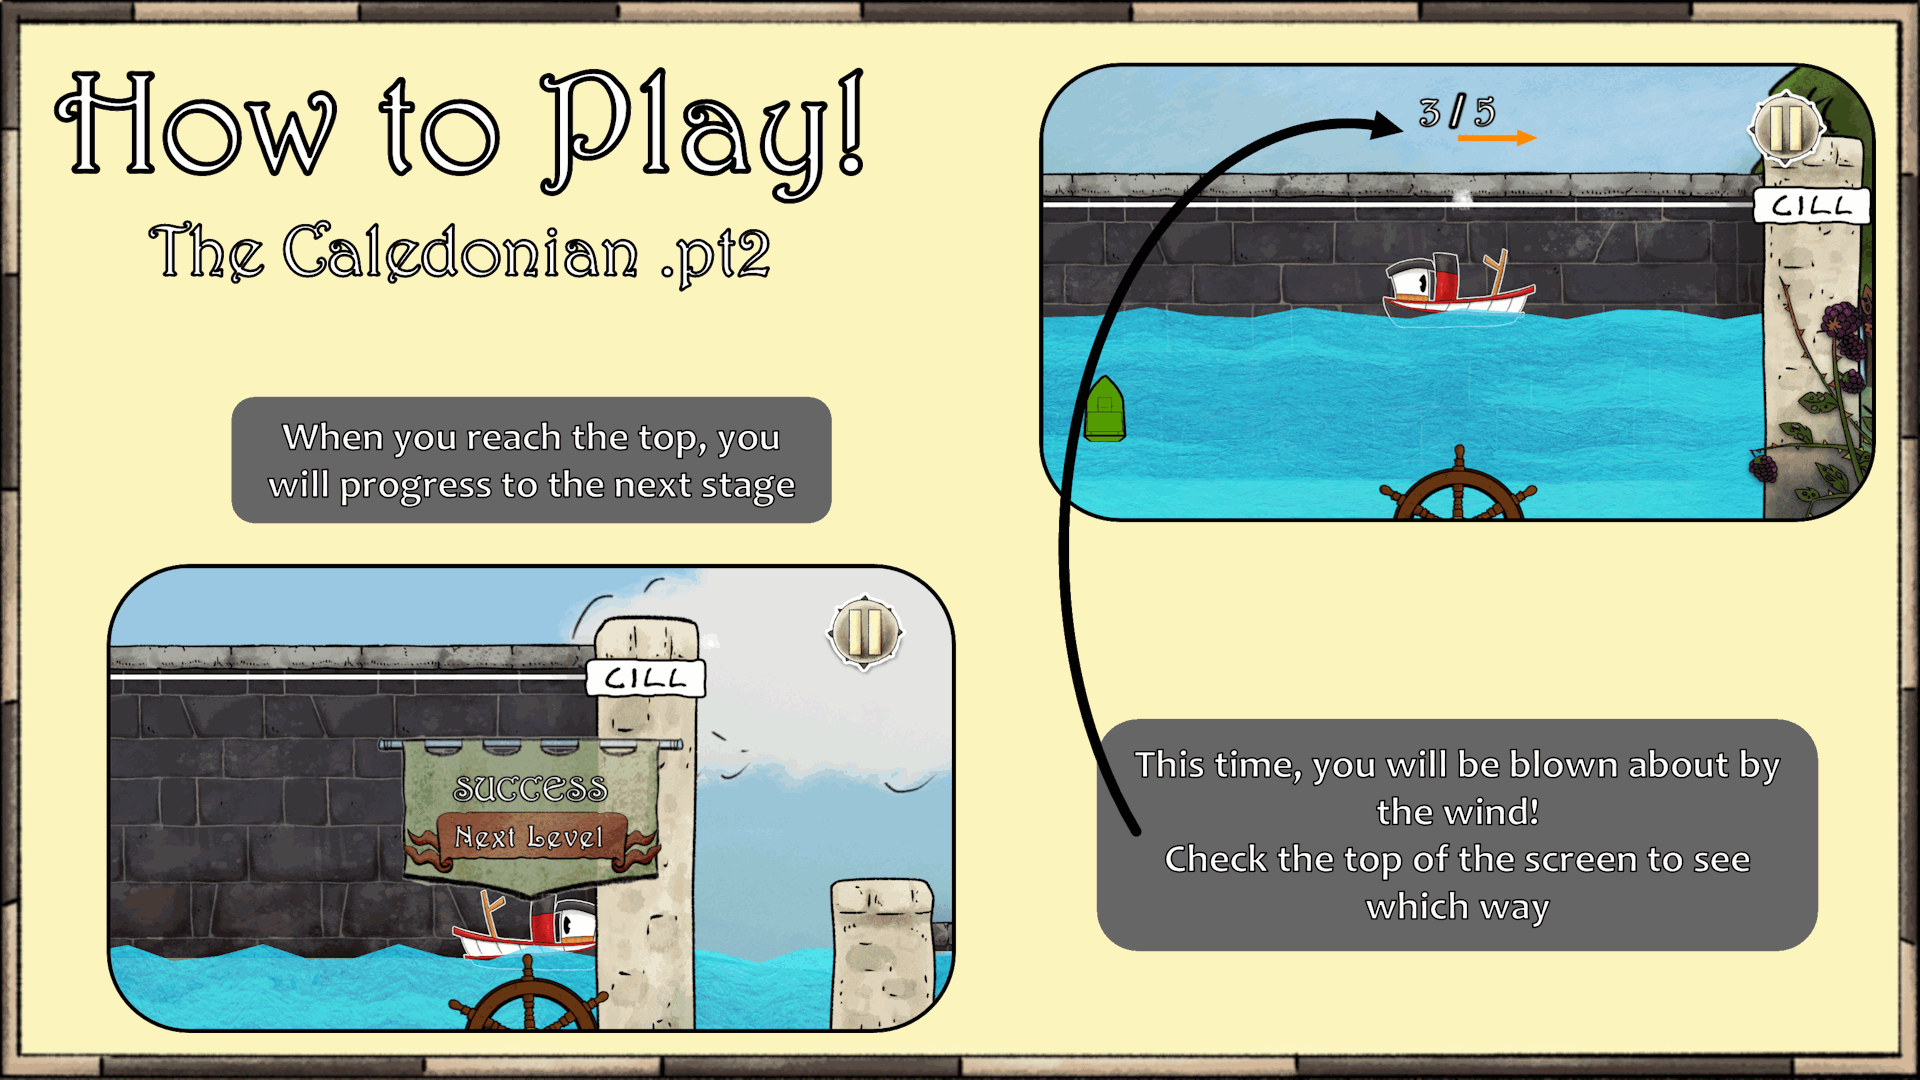 How to Play!
The Caledonian .pt2
When you reach the top, you
will progress to the next stage
CILL
SUCCESS
Next Level
3 / 5
CILL
This time, you will be blown about by
the wind!
Check the top of the screen to see
which way